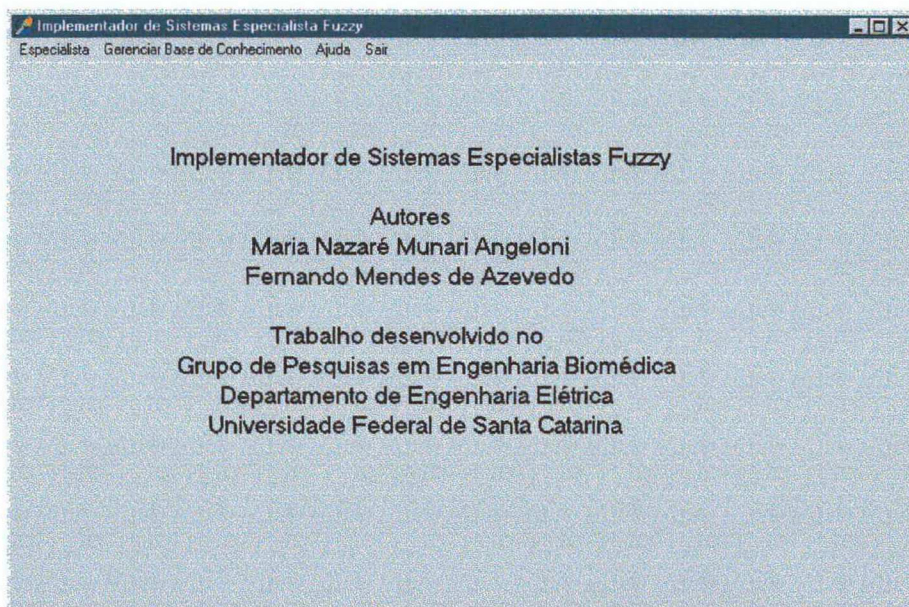 Implementador de Sistemas Especialista Fuzzy
Especialista Gerenciar Base de Conhecimento Ajuda Sair
Implementador de Sistemas Especialistas Fuzzy
Autores
Maria Nazaré Munari Angeloni
Fernando Mendes de Azevedo
Trabalho desenvolvido no
Grupo de Pesquisas em Engenharia Biomédica
Departamento de Engenharia Elétrica
Universidade Federal de Santa Catarina